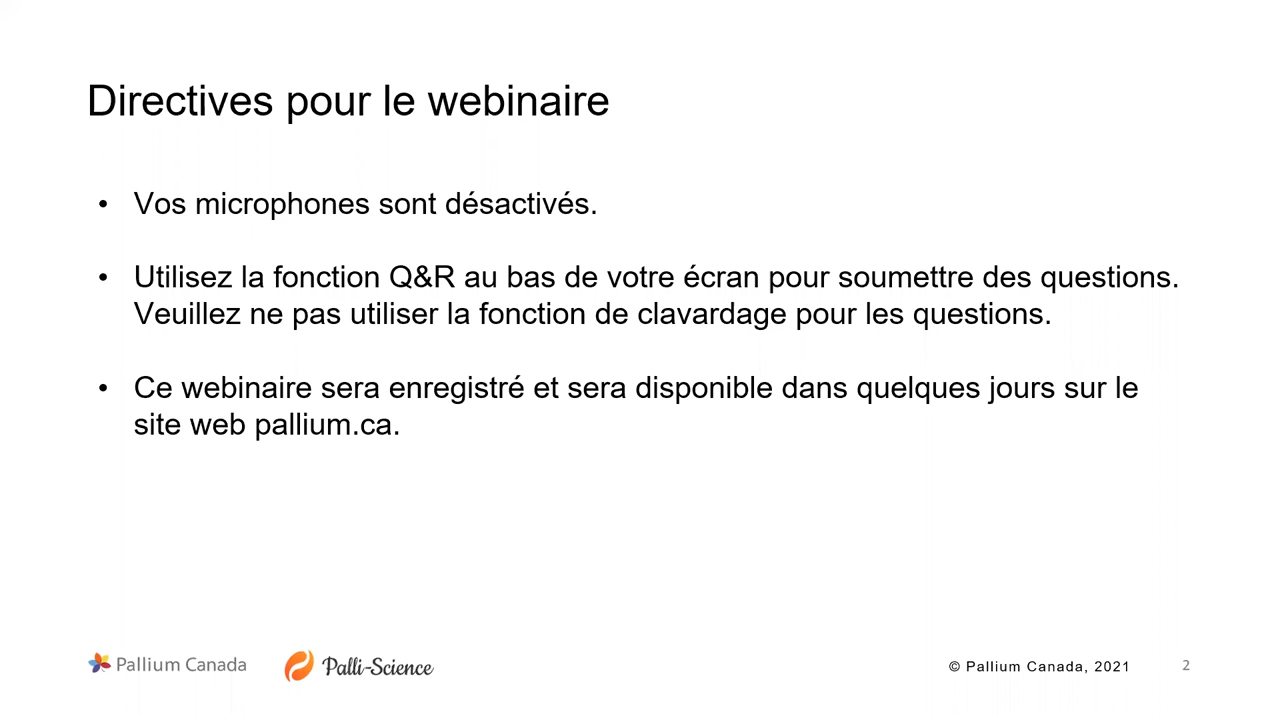 Directives pour le webinaire
• Vos microphones sont désactivés.
• Utilisez la fonction Q&R au bas de votre écran pour soumettre des questions.
Veuillez ne pas utiliser la fonction de clavardage pour les questions.
• Ce webinaire sera enregistré et sera disponible dans quelques jours sur le
site web pallium.ca.
Pallium Canada Palli-Science © Pallium Canada, 2021 2